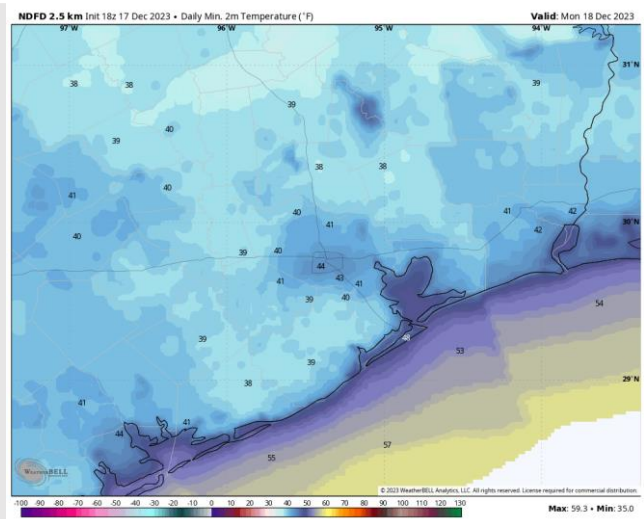 NDFD 2.5 km Init 18z 17 Dec 2023 • Daily Min. 2m Temperature (°F)
Valid: Mon 18 Dec 2023
97°W 96°W 95°W 94°W
31°N
38 38 39
39
40
39
38 38
41 40
40 41 42
41 42
30°N
40
39 40
44
43
41 41
39 40
48
54
39
53
39
29°N
38
41
41
44
57
55
WeatherBELL
© 2023 WeatherBELL Analytics, LLC. All rights reserved. License required for commercial distribution.
-100 -90 -80 -70 -60 -50 -40 -30 -20 -10 0 10 20 30 40 50 60 70 80 90 100 110 120 130
Max: 59.3 • Min: 35.0